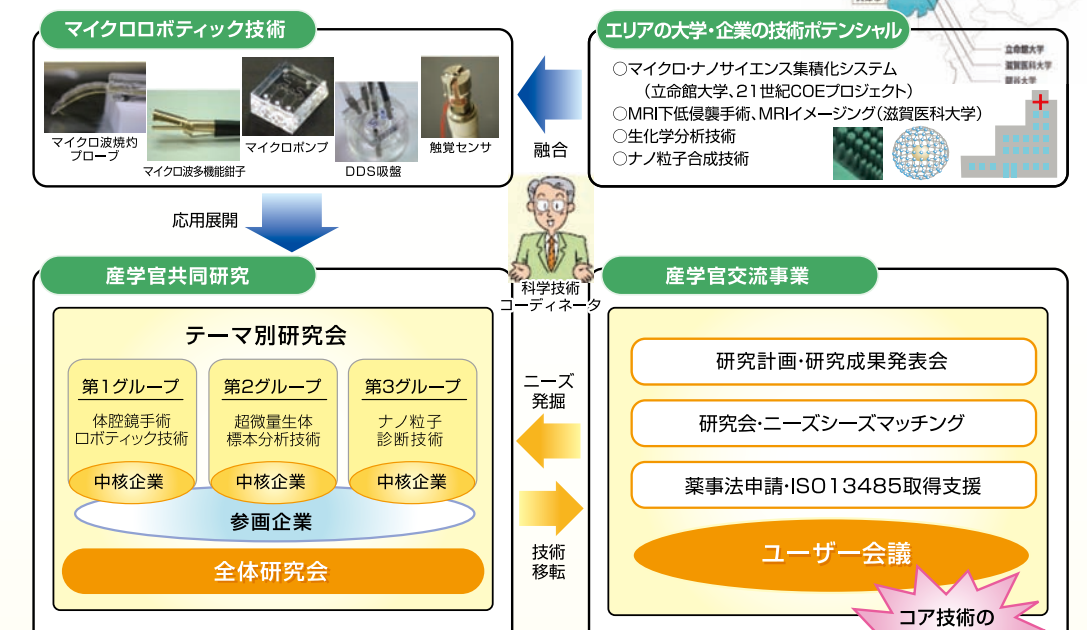 マイクロロボティック技術
マイクロ波焼灼
プローブ
マイクロ波多機能鉗子
マイクロポンプ
DDS吸盤
触覚センサ
融合
エリアの大学・企業の技術ポテンシャル
○マイクロ・ナノサイエンス集積化システム
（立命館大学、21世紀COEプロジェクト）
○MRI下低侵襲手術、MRIイメージング（滋賀医科大学）
○生化学分析技術
○ナノ粒子合成技術
立命館大学
滋賀医科大学
龍谷大学
応用展開
科学技術
コーディネータ
産学官共同研究
テーマ別研究会
第1グループ
体腔鏡手術
ロボティック技術
中核企業
第2グループ
超微量生体
標本分析技術
中核企業
第3グループ
ナノ粒子
診断技術
中核企業
参画企業
全体研究会
ニーズ
発掘
技術
移転
産学官交流事業
研究計画・研究成果発表会
研究会・ニーズシーズマッチング
薬事法申請・ISO13485取得支援
ユーザー会議
コア技術の